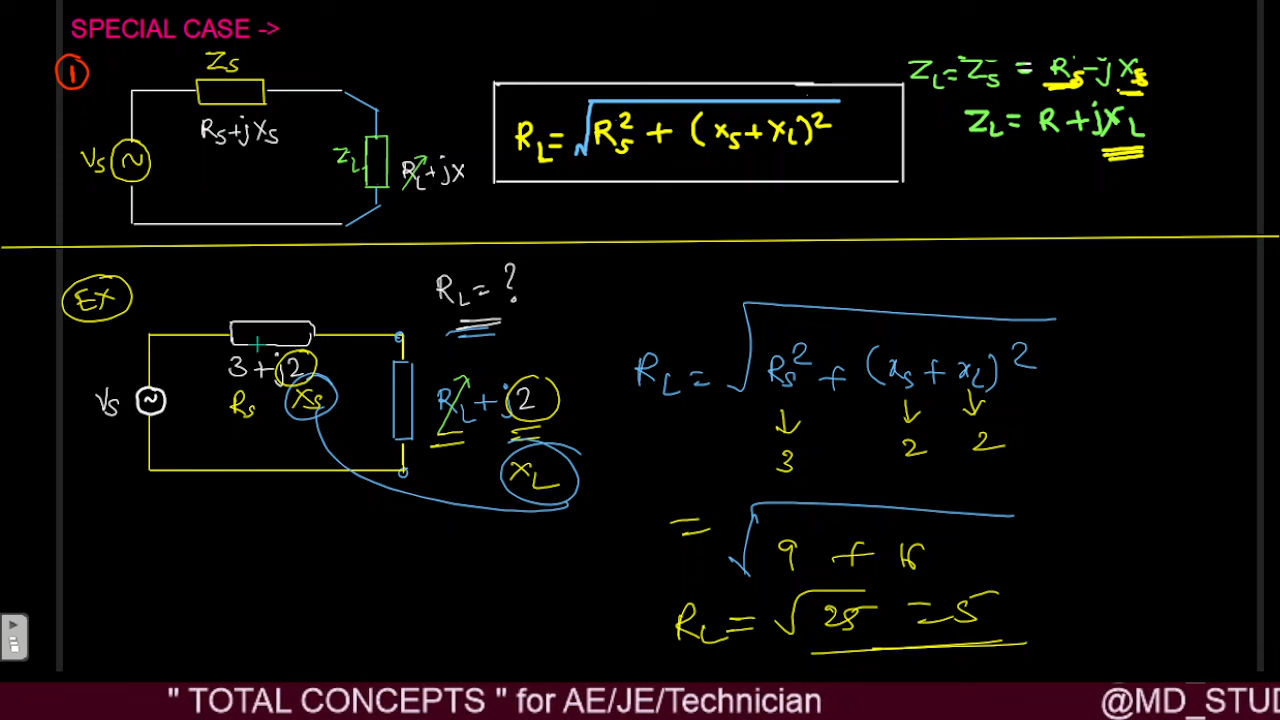 SPECIAL CASE ->
①
Zs
Rs+jXs
Vs
ZL
RL+jX
RL= √Rs² + (xs+xL)²
ZL= Zs* = Rs-jXs
ZL= R+jXL
EX
RL= ?
3+j2
Rs
Xs
Vs
RL+j2
XL
RL= √Rs² + (xs+xL)²
3 2 2
= √9 + 16
RL= √25 =5
" TOTAL CONCEPTS " for AE/JE/Technician
@MD_STUD